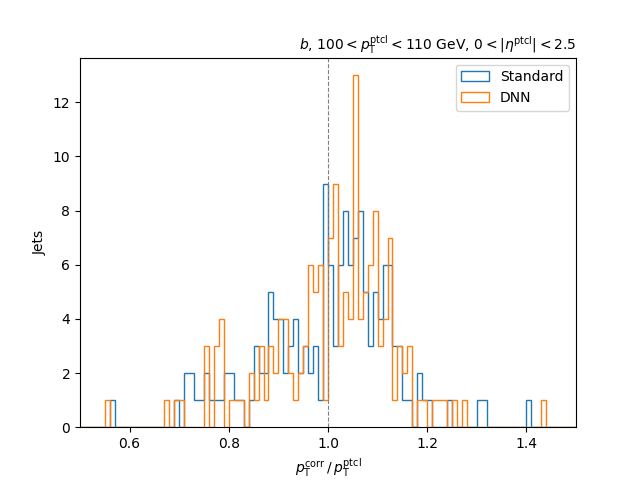 b, 100 < p_T^ptcl < 110 GeV, 0 < |η^ptcl| < 2.5
Standard
DNN
12
10
8
6
4
2
0
Jets
0.6 0.8 1.0 1.2 1.4
p_T^corr / p_T^ptcl